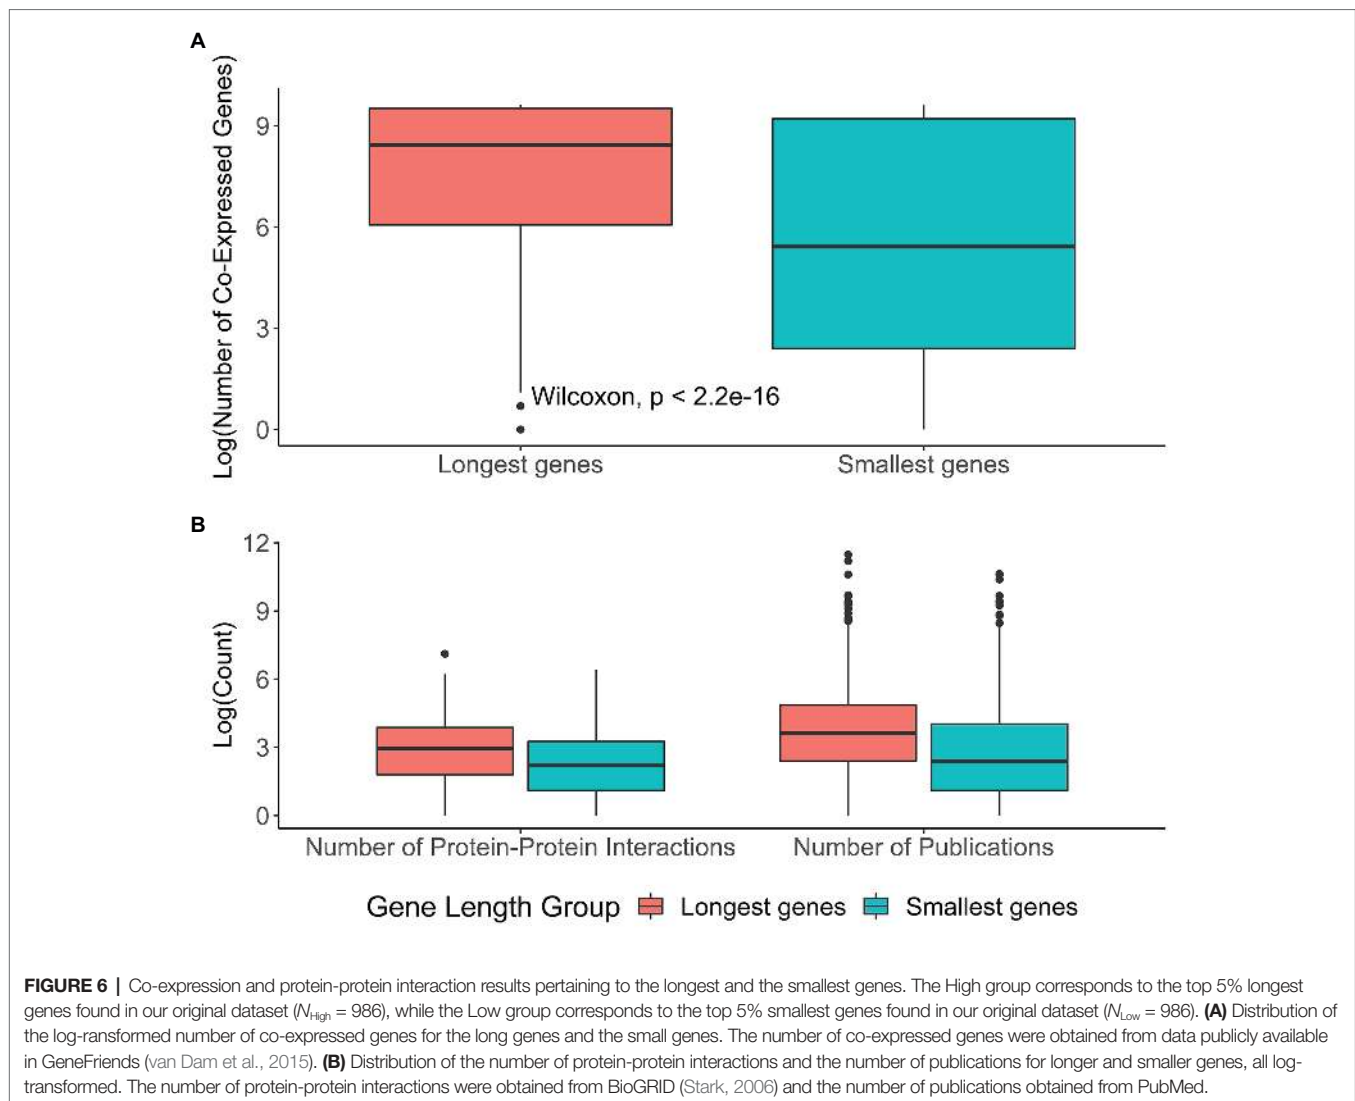 A
Log(Number of Co-Expressed Genes)
9
6
3
0
Wilcoxon, p < 2.2e-16
Longest genes Smallest genes
B
Log(Count)
12
9
6
3
0
Number of Protein-Protein Interactions Number of Publications
Gene Length Group Longest genes Smallest genes
FIGURE 6 | Co-expression and protein-protein interaction results pertaining to the longest and the smallest genes. The High group corresponds to the top 5% longest
genes found in our original dataset (NHigh = 986), while the Low group corresponds to the top 5% smallest genes found in our original dataset (NLow = 986). (A) Distribution of
the log-ransformed number of co-expressed genes for the long genes and the small genes. The number of co-expressed genes were obtained from data publicly available
in GeneFriends (van Dam et al., 2015). (B) Distribution of the number of protein-protein interactions and the number of publications for longer and smaller genes, all log-
transformed. The number of protein-protein interactions were obtained from BioGRID (Stark, 2006) and the number of publications obtained from PubMed.